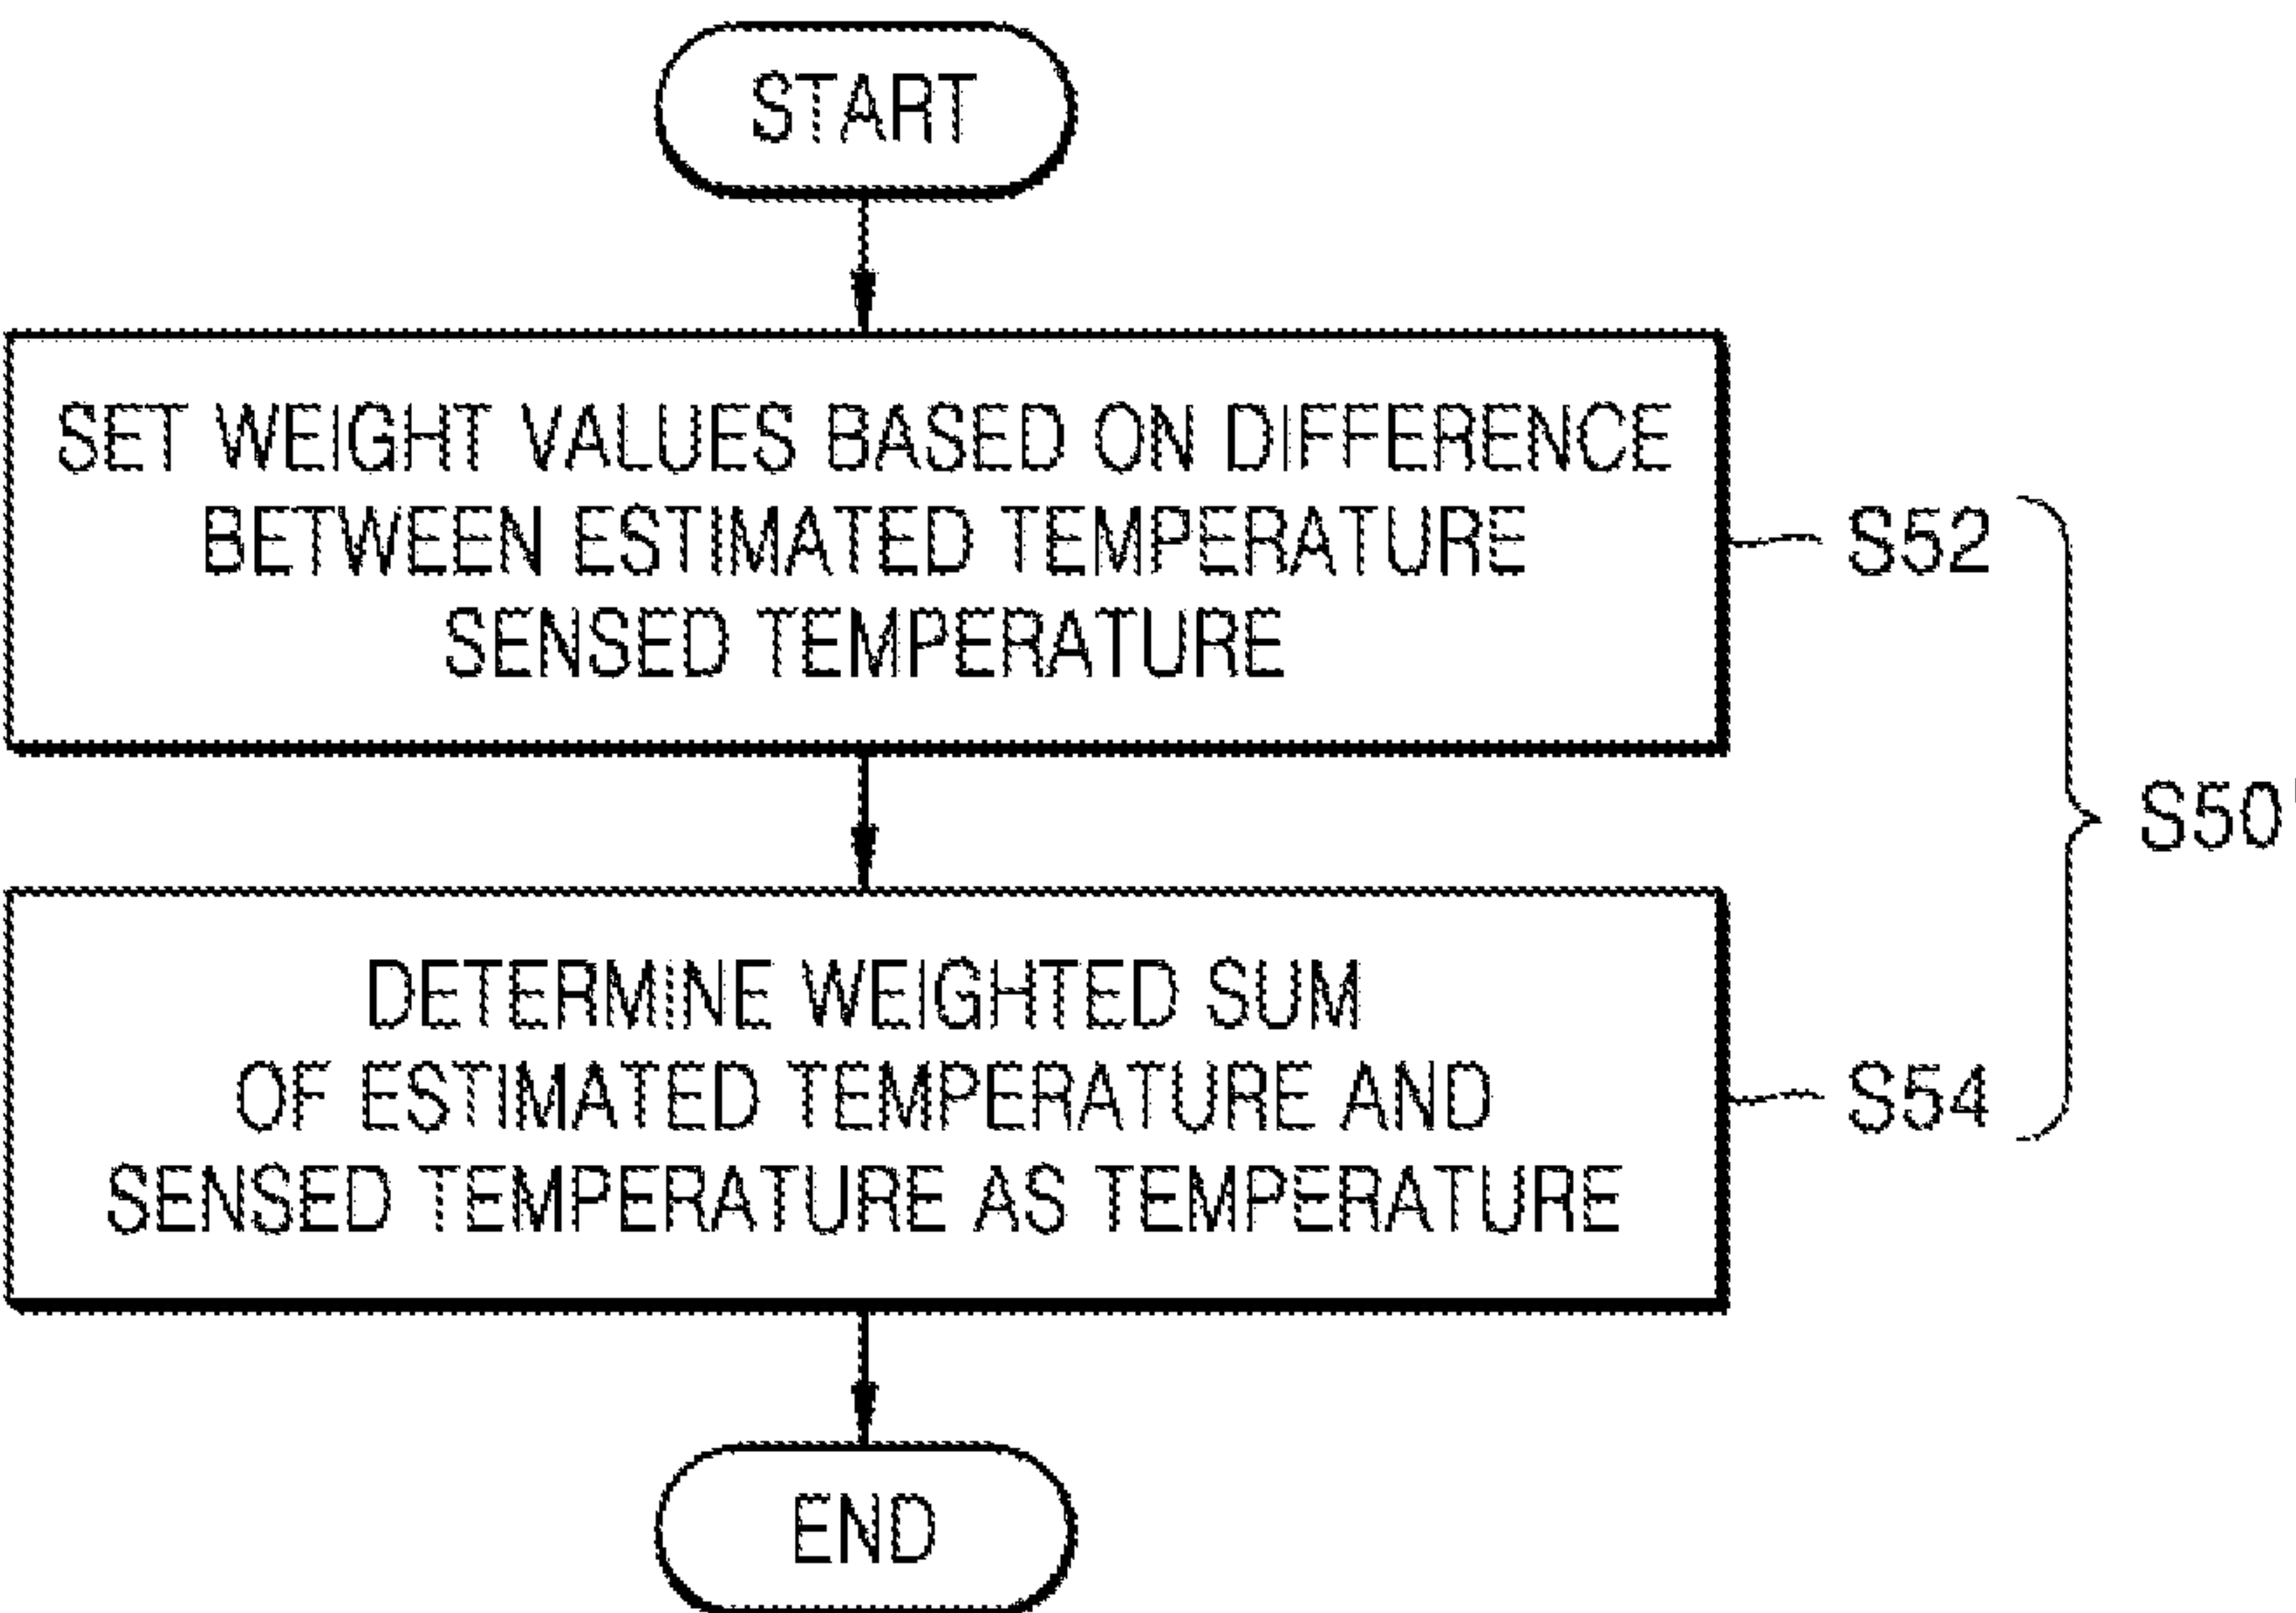 START
SET WEIGHT VALUES BASED ON DIFFERENCE
BETWEEN ESTIMATED TEMPERATURE
SENSED TEMPERATURE
S52
S50'
DETERMINE WEIGHTED SUM
OF ESTIMATED TEMPERATURE AND
SENSED TEMPERATURE AS TEMPERATURE
S54
END